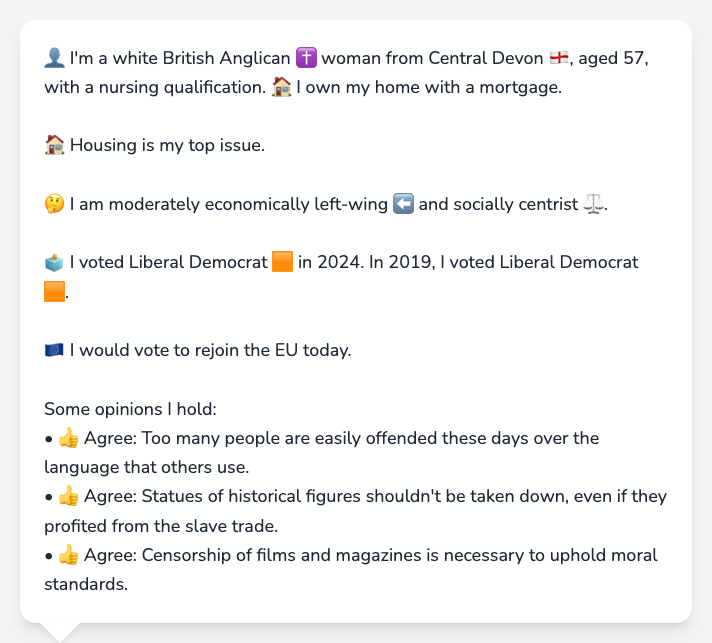 👤 I'm a white British Anglican ✝️ woman from Central Devon 🏴󠁧󠁢󠁥󠁮󠁧󠁿, aged 57,
with a nursing qualification. 🏠 I own my home with a mortgage.
🏠 Housing is my top issue.
🤔 I am moderately economically left-wing ⬅️ and socially centrist ⚖️.
🗳️ I voted Liberal Democrat 🟧 in 2024. In 2019, I voted Liberal Democrat
🟧.
🇪🇺 I would vote to rejoin the EU today.
Some opinions I hold:
• 👍 Agree: Too many people are easily offended these days over the
language that others use.
• 👍 Agree: Statues of historical figures shouldn't be taken down, even if they
profited from the slave trade.
• 👍 Agree: Censorship of films and magazines is necessary to uphold moral
standards.